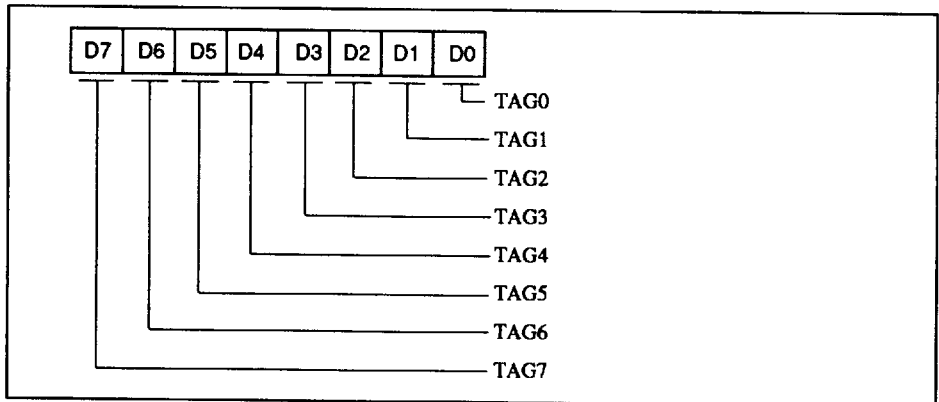 D7 D6 D5 D4 D3 D2 D1 D0
TAG0
TAG1
TAG2
TAG3
TAG4
TAG5
TAG6
TAG7